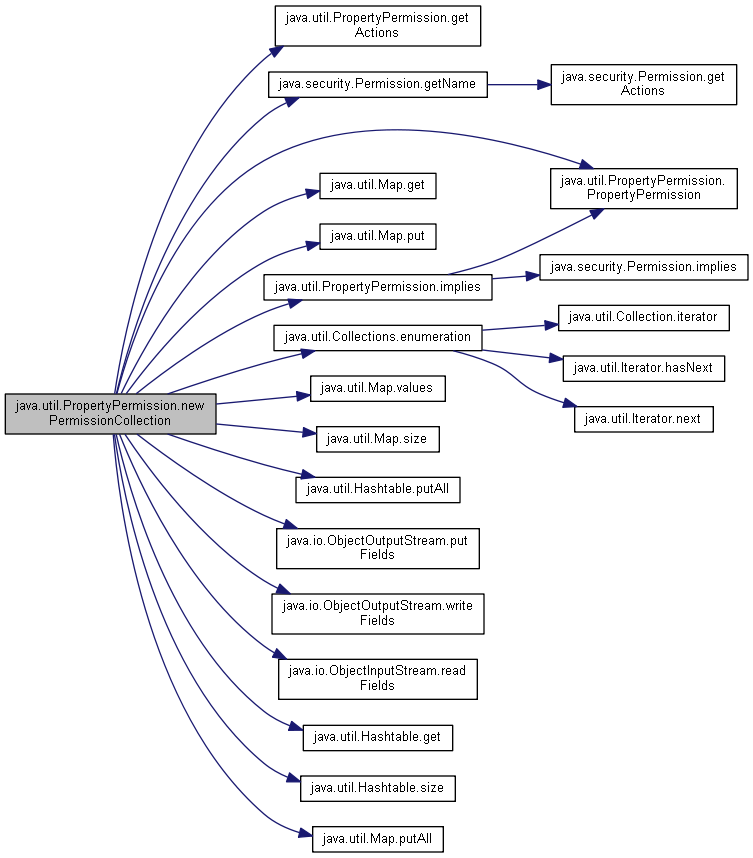 java.util.PropertyPermission.get
Actions
java.security.Permission.getName
java.security.Permission.get
Actions
java.util.PropertyPermission.
PropertyPermission
java.util.Map.get
java.util.Map.put
java.util.PropertyPermission.implies
java.security.Permission.implies
java.util.Collections.enumeration
java.util.Collection.iterator
java.util.Iterator.hasNext
java.util.Iterator.next
java.util.PropertyPermission.new
PermissionCollection
java.util.Map.values
java.util.Map.size
java.util.Hashtable.putAll
java.io.ObjectOutputStream.put
Fields
java.io.ObjectOutputStream.write
Fields
java.io.ObjectInputStream.read
Fields
java.util.Hashtable.get
java.util.Hashtable.size
java.util.Map.putAll